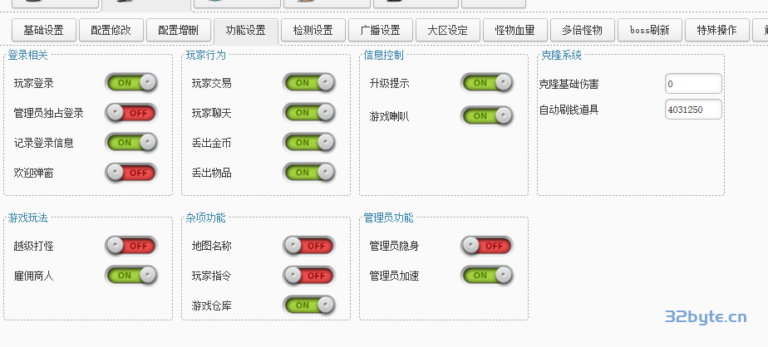 基础设置 配置修改 配置增删 功能设置 检测设置 广播设置 大区设定 怪物血量 多倍怪物 boss刷新 特殊操作
登录相关
玩家登录 ON
管理员独占登录 OFF
记录登录信息 ON
欢迎弹窗 OFF
玩家行为
玩家交易 ON
玩家聊天 ON
丢出金币 ON
丢出物品 ON
信息控制
升级提示 ON
游戏喇叭 ON
克隆系统
克隆基础伤害 0
自动刷钱道具 4031250
游戏玩法
越级打怪 OFF
雇佣商人 ON
杂项功能
地图名称 OFF
玩家指令 OFF
游戏仓库 ON
管理员功能
管理员隐身 OFF
管理员加速 ON
32byte.cn